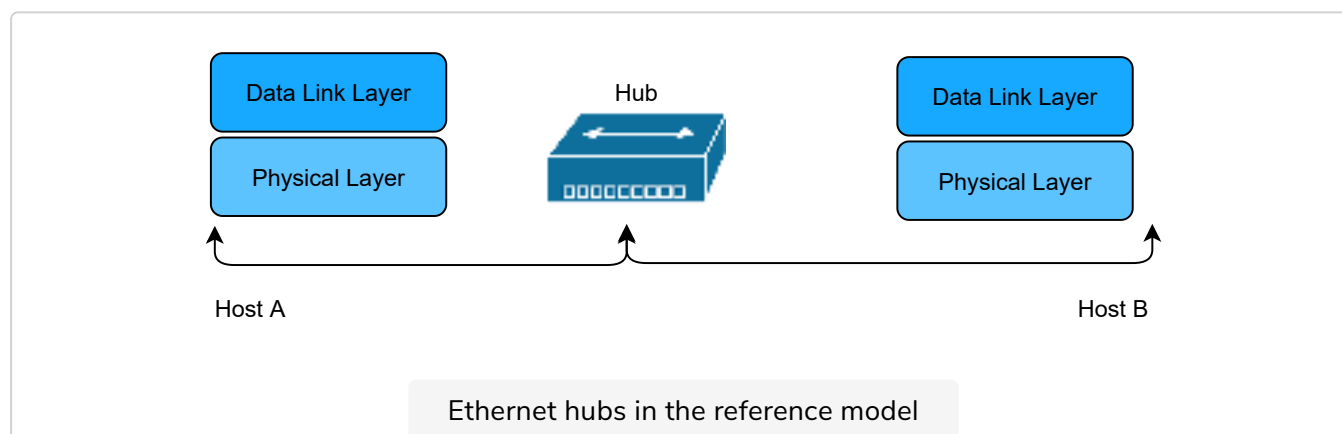 Data Link Layer
Hub
Data Link Layer
Physical Layer
Physical Layer
Host A
Host B
Ethernet hubs in the reference model